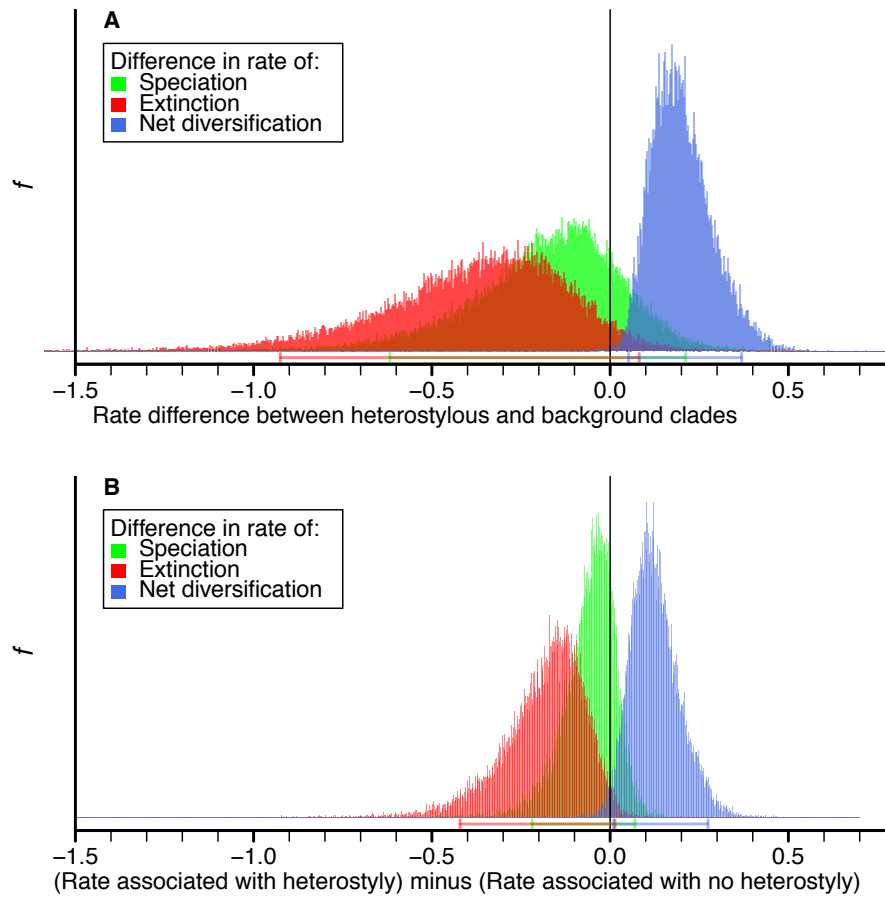 A
Difference in rate of:
Speciation
Extinction
Net diversification
f
−1.5 −1.0 −0.5 0.0 0.5
Rate difference between heterostylous and background clades
B
Difference in rate of:
Speciation
Extinction
Net diversification
f
−1.5 −1.0 −0.5 0.0 0.5
(Rate associated with heterostyly) minus (Rate associated with no heterostyly)